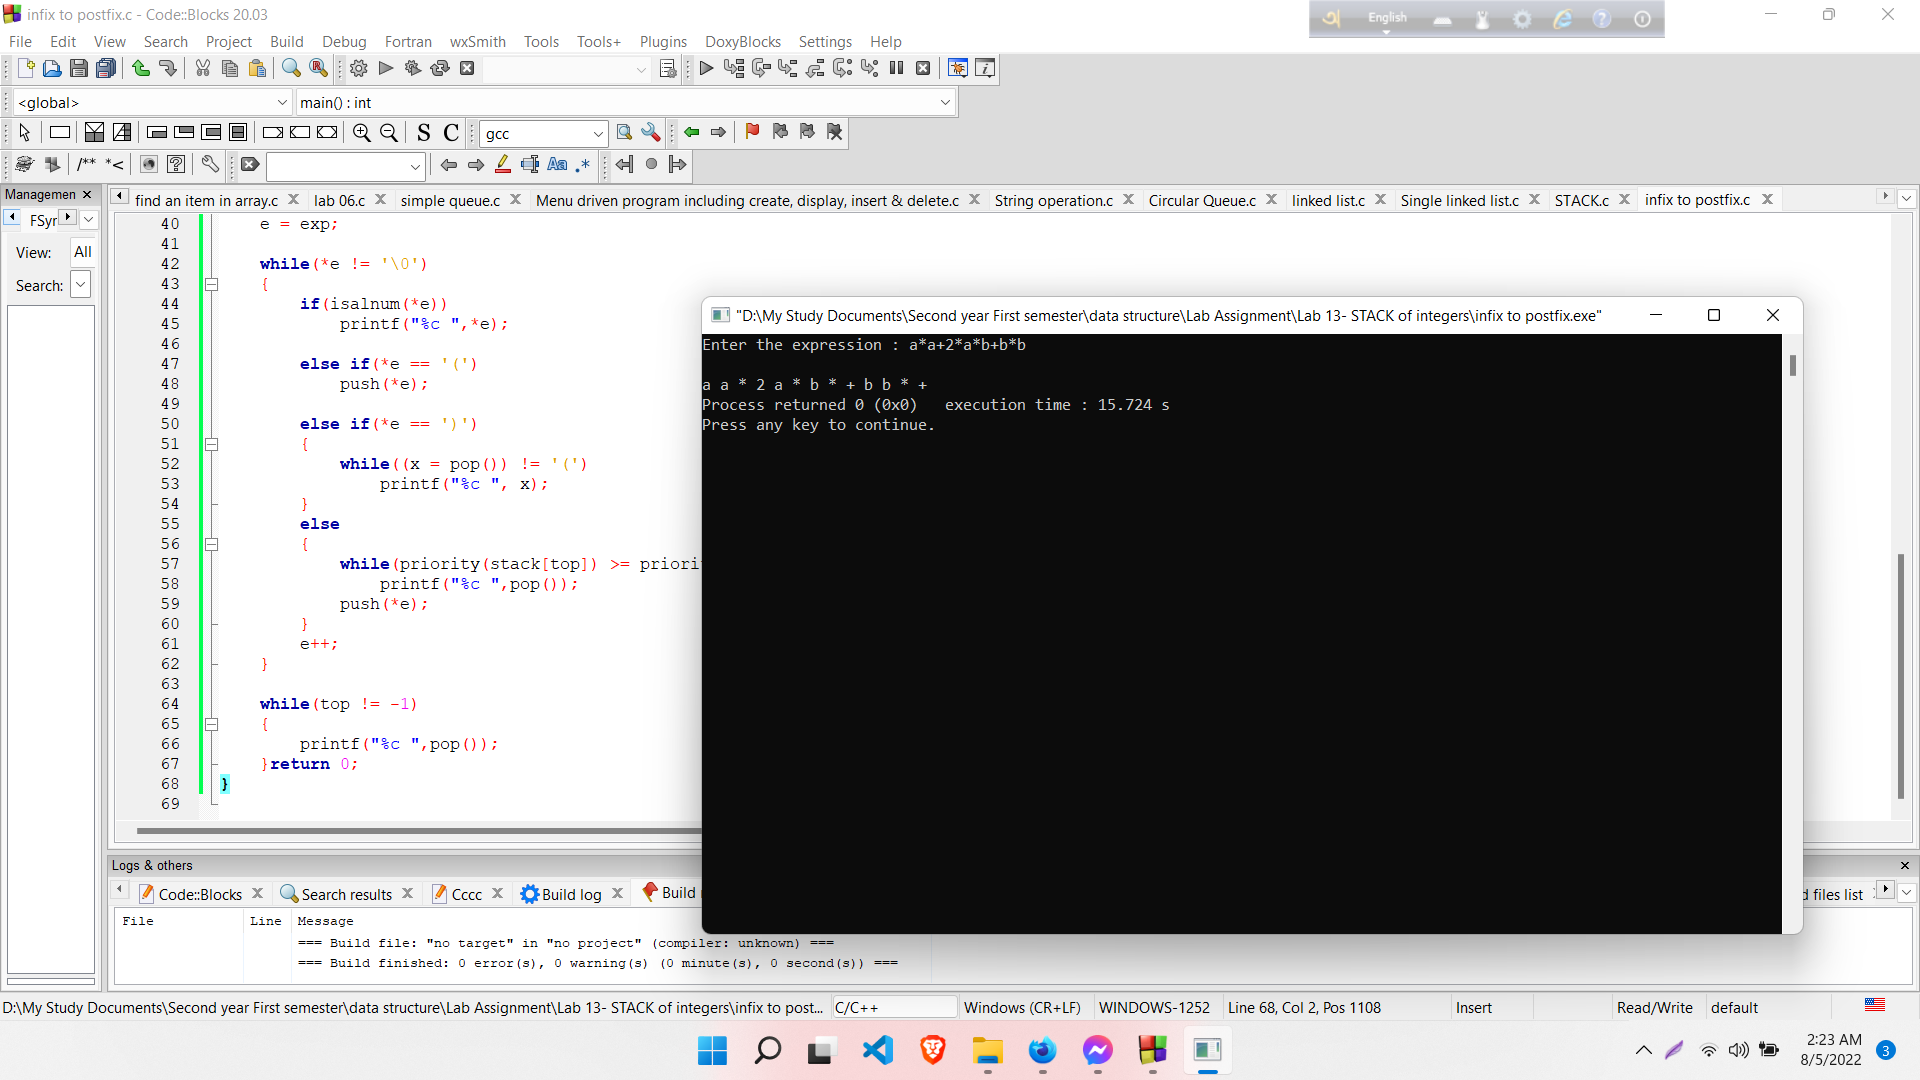 infix to postfix.c - Code::Blocks 20.03
English
File Edit View Search Project Build Debug Fortran wxSmith Tools Tools+ Plugins DoxyBlocks Settings Help
<global> main() : int
S C gcc
/** *<
Aa .*
Managemen
find an item in array.c lab 06.c simple queue.c Menu driven program including create, display, insert & delete.c String operation.c Circular Queue.c linked list.c Single linked list.c STACK.c infix to postfix.c
FSyr
View: All
Search:
40 e = exp;
41
42 while(*e != '\0')
43 {
44 if(isalnum(*e))
45 printf("%c ",*e);
46
47 else if(*e == '(')
48 push(*e);
49
50 else if(*e == ')')
51 {
52 while((x = pop()) != '(')
53 printf("%c ", x);
54 }
55 else
56 {
57 while(priority(stack[top]) >= priori
58 printf("%c ",pop());
59 push(*e);
60 }
61 e++;
62 }
63
64 while(top != -1)
65 {
66 printf("%c ",pop());
67 }return 0;
68 }
69
"D:\My Study Documents\Second year First semester\data structure\Lab Assignment\Lab 13- STACK of integers\infix to postfix.exe"
Enter the expression : a*a+2*a*b+b*b
a a * 2 a * b * + b b * +
Process returned 0 (0x0) execution time : 15.724 s
Press any key to continue.
Logs & others
Code::Blocks Search results Cccc Build log Build d files list
File Line Message
=== Build file: "no target" in "no project" (compiler: unknown) ===
=== Build finished: 0 error(s), 0 warning(s) (0 minute(s), 0 second(s)) ===
D:\My Study Documents\Second year First semester\data structure\Lab Assignment\Lab 13- STACK of integers\infix to post... C/C++ Windows (CR+LF) WINDOWS-1252 Line 68, Col 2, Pos 1108 Insert Read/Write default
2:23 AM
8/5/2022
3